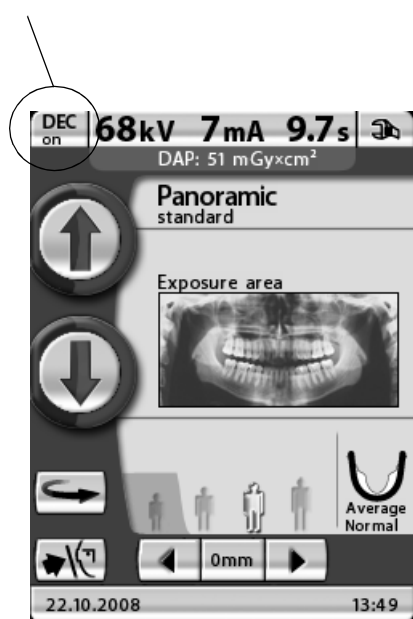 DEC
on
68kV 7mA 9.7s
DAP: 51 mGy×cm²
Panoramic
standard
Exposure area
Average
Normal
0mm
22.10.2008 13:49